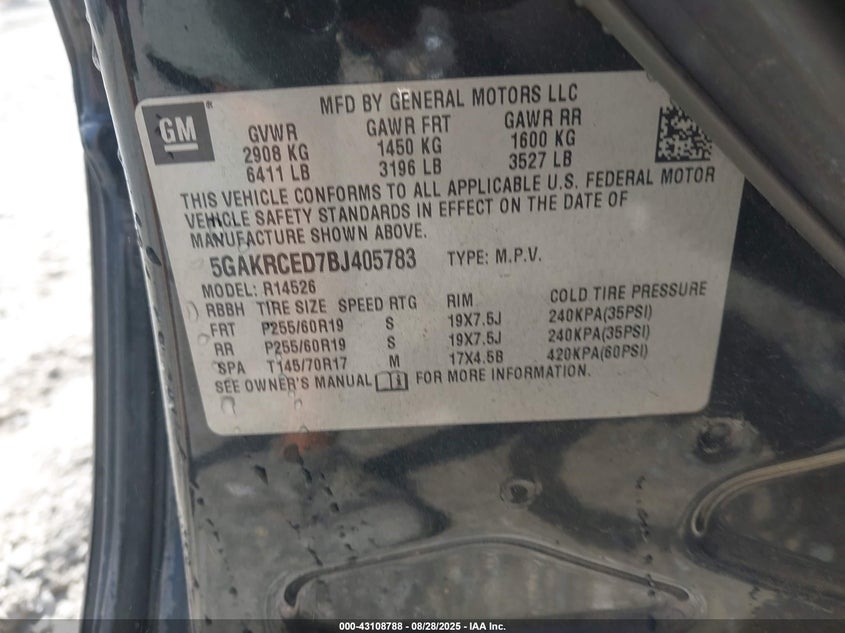 GM
MFD BY GENERAL MOTORS LLC
GVWR GAWR FRT GAWR RR
2908 KG 1450 KG 1600 KG
6411 LB 3196 LB 3527 LB
THIS VEHICLE CONFORMS TO ALL APPLICABLE U.S. FEDERAL MOTOR
VEHICLE SAFETY STANDARDS IN EFFECT ON THE DATE OF
MANUFACTURE SHOWN ABOVE.
5GAKRCED7BJ405783 TYPE: M.P.V.
MODEL: R14526
RBBH TIRE SIZE SPEED RTG RIM COLD TIRE PRESSURE
FRT P255/60R19 S 19X7.5J 240KPA(35PSI)
RR P255/60R19 S 19X7.5J 240KPA(35PSI)
SPA T145/70R17 M 17X4.5B 420KPA(60PSI)
SEE OWNER'S MANUAL FOR MORE INFORMATION.
000-43108788 - 08/28/2025 - IAA Inc.